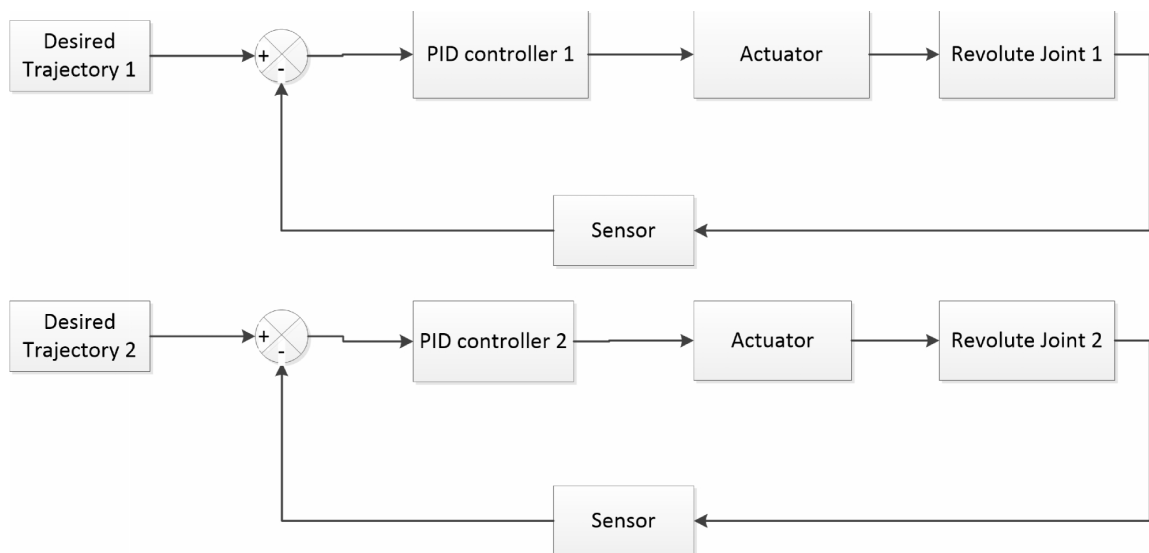 Desired
Trajectory 1
+
-
PID controller 1
Actuator
Revolute Joint 1
Sensor
Desired
Trajectory 2
+
-
PID controller 2
Actuator
Revolute Joint 2
Sensor